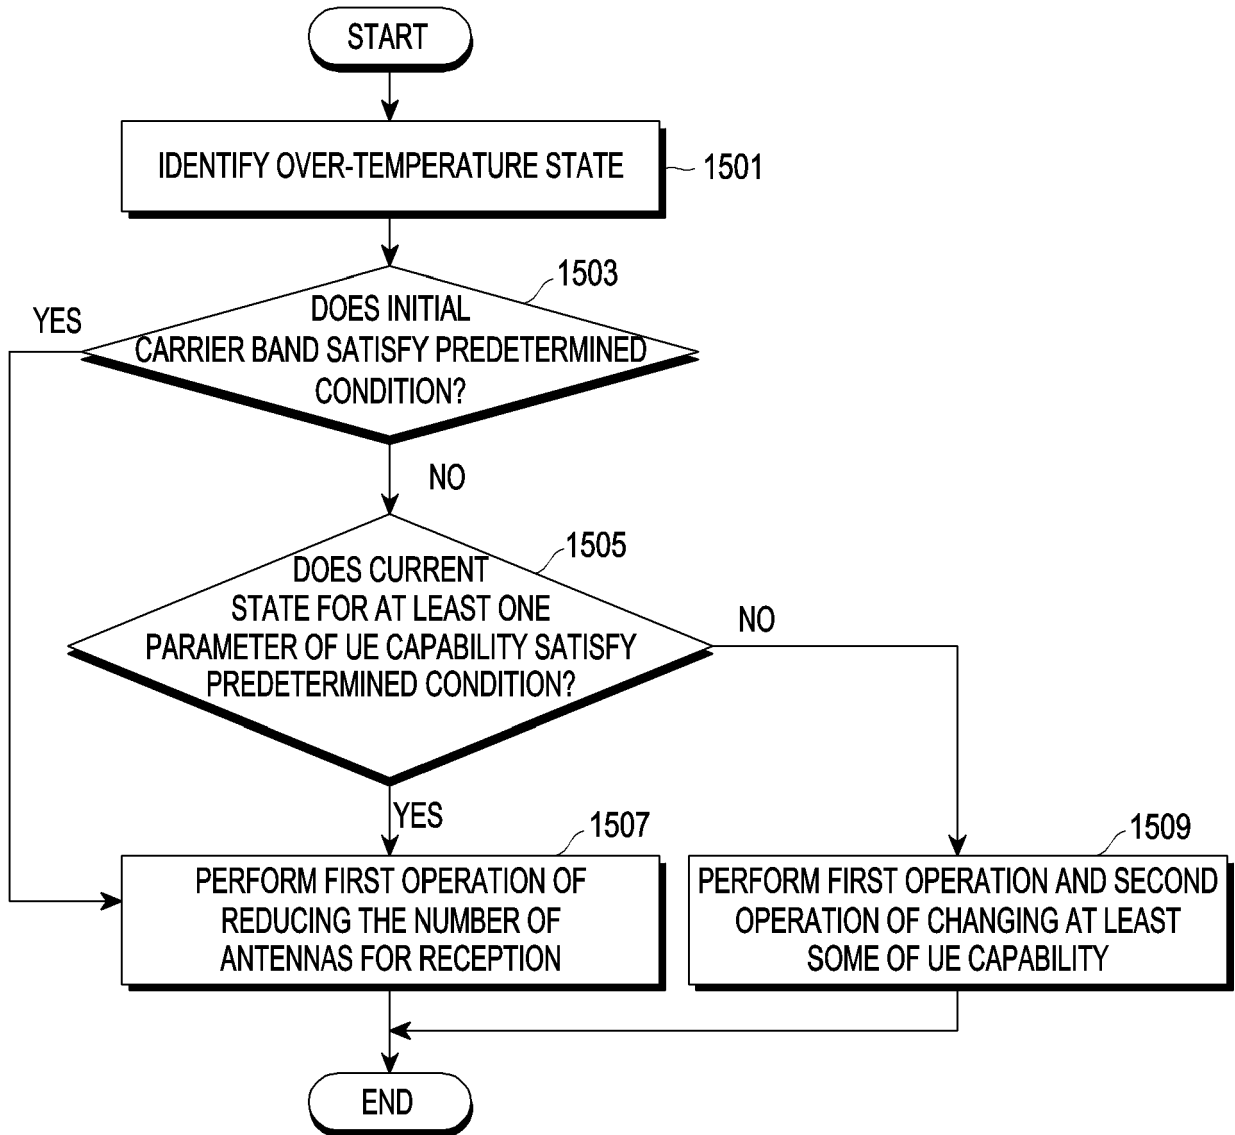 START
IDENTIFY OVER-TEMPERATURE STATE
1501
1503
DOES INITIAL
CARRIER BAND SATISFY PREDETERMINED
CONDITION?
YES
NO
1505
DOES CURRENT
STATE FOR AT LEAST ONE
PARAMETER OF UE CAPABILITY SATISFY
PREDETERMINED CONDITION?
NO
YES
1507
PERFORM FIRST OPERATION OF
REDUCING THE NUMBER OF
ANTENNAS FOR RECEPTION
1509
PERFORM FIRST OPERATION AND SECOND
OPERATION OF CHANGING AT LEAST
SOME OF UE CAPABILITY
END